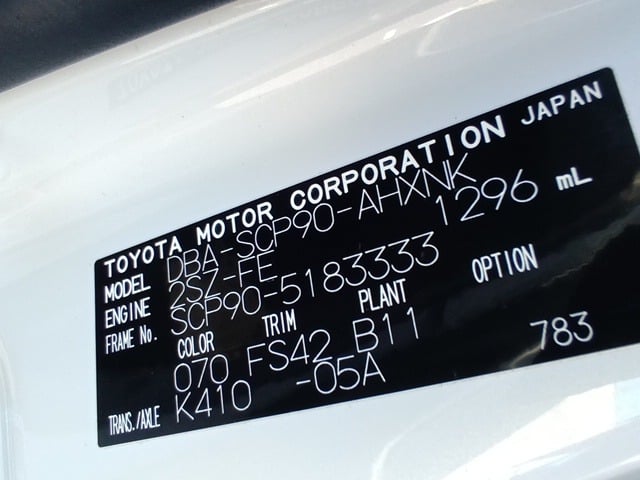 TOYOTA MOTOR CORPORATION JAPAN
MODEL DBA-SCP90-AHXNK
ENGINE 2SZ-FE 1296 mL
FRAME No. SCP90-5183333
COLOR TRIM PLANT OPTION
070 FS42 B11
TRANS./AXLE K410 -05A 783